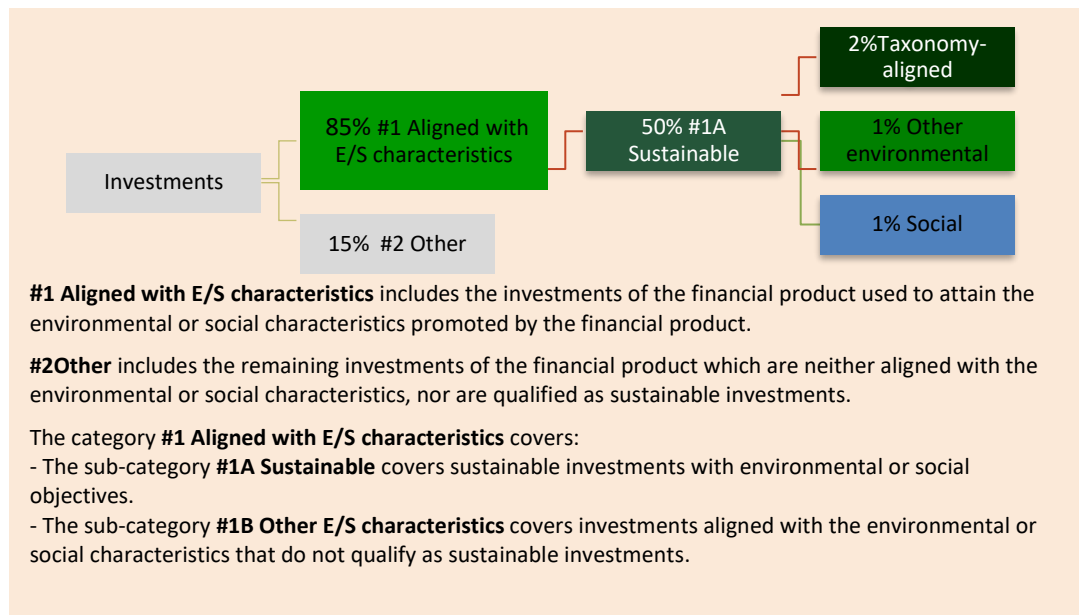 2%Taxonomy-
aligned
85% #1 Aligned with
E/S characteristics
50% #1A
Sustainable
1% Other
environmental
Investments
15%  #2 Other
1% Social
#1 Aligned with E/S characteristics includes the investments of the financial product used to attain the
environmental or social characteristics promoted by the financial product.
#2Other includes the remaining investments of the financial product which are neither aligned with the
environmental or social characteristics, nor are qualified as sustainable investments.
The category #1 Aligned with E/S characteristics covers:
- The sub-category #1A Sustainable covers sustainable investments with environmental or social
objectives.
- The sub-category #1B Other E/S characteristics covers investments aligned with the environmental or
social characteristics that do not qualify as sustainable investments.